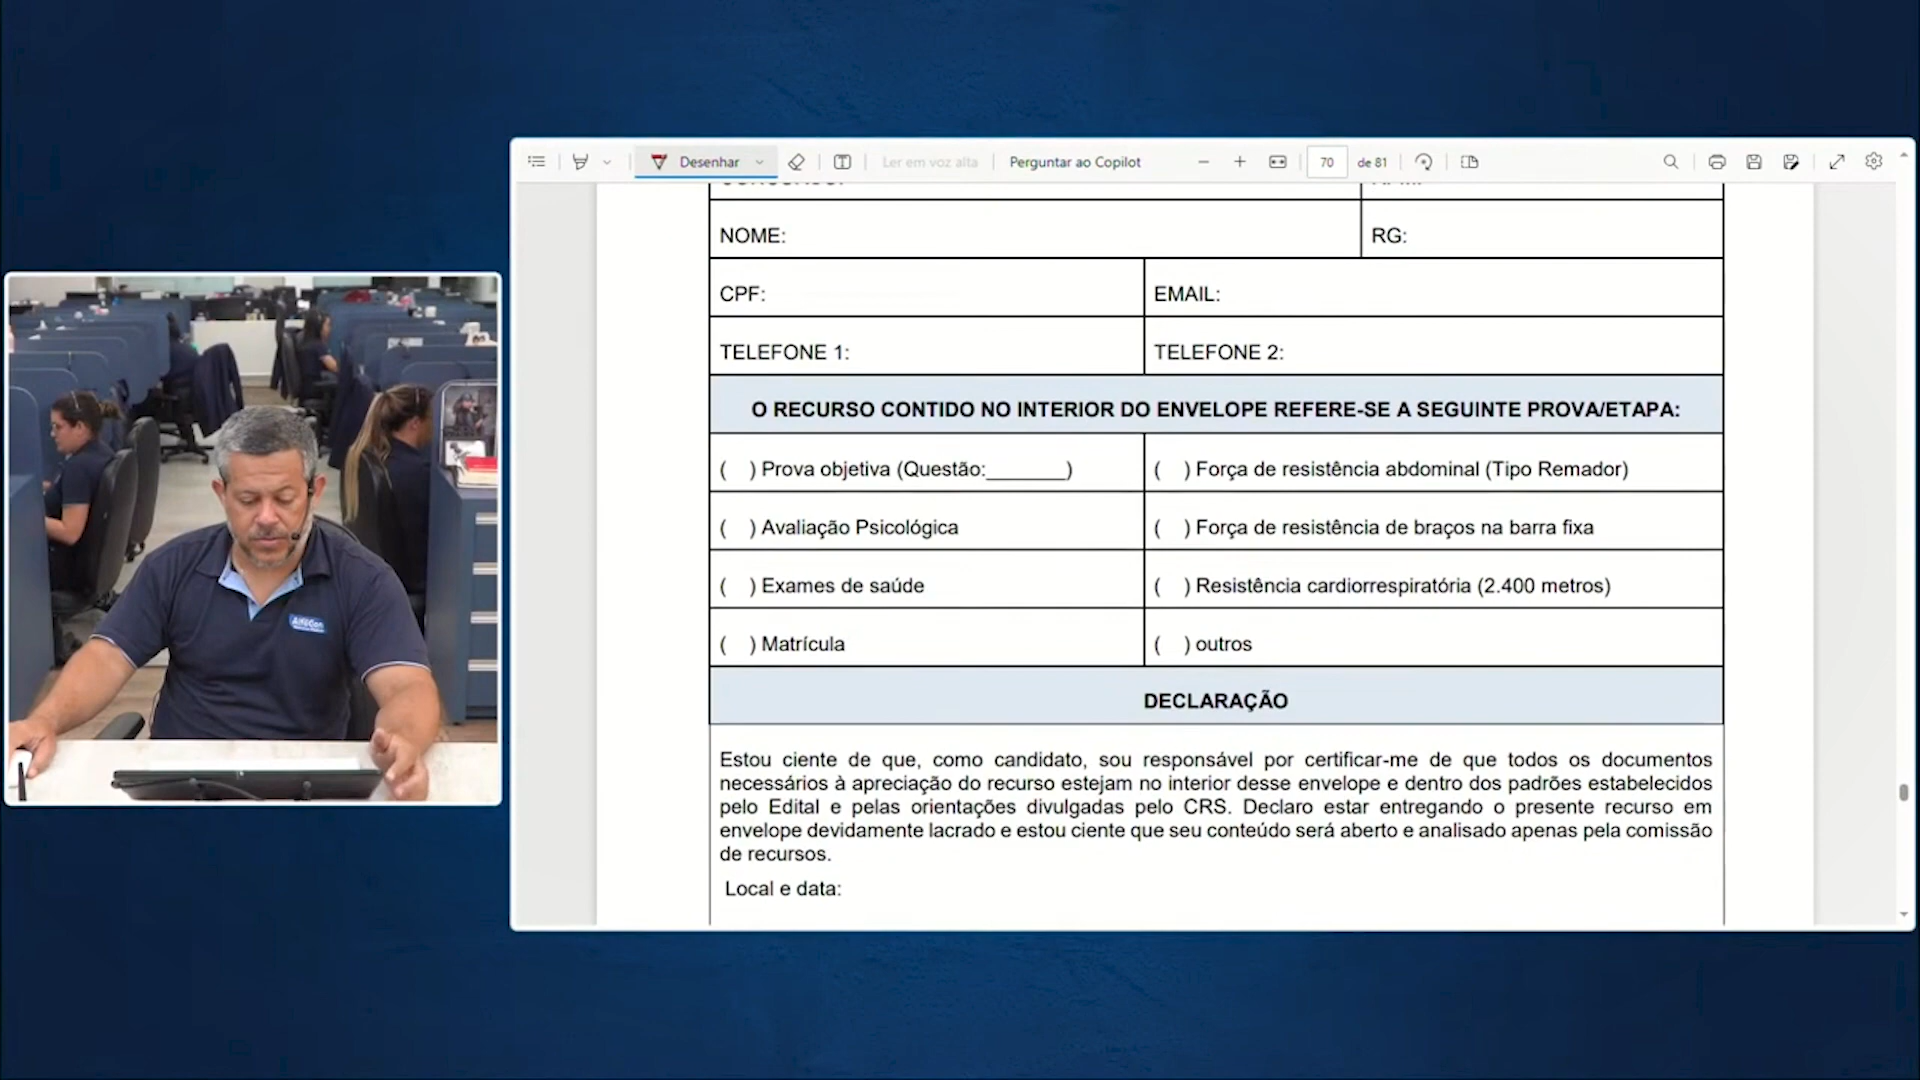 Desenhar
Ler em voz alta
Perguntar ao Copilot
70 de 81
NOME:
RG:
CPF:
EMAIL:
TELEFONE 1:
TELEFONE 2:
O RECURSO CONTIDO NO INTERIOR DO ENVELOPE REFERE-SE A SEGUINTE PROVA/ETAPA:
( ) Prova objetiva (Questão:_______)
( ) Força de resistência abdominal (Tipo Remador)
( ) Avaliação Psicológica
( ) Força de resistência de braços na barra fixa
( ) Exames de saúde
( ) Resistência cardiorrespiratória (2.400 metros)
( ) Matrícula
( ) outros
DECLARAÇÃO
Estou ciente de que, como candidato, sou responsável por certificar-me de que todos os documentos
necessários à apreciação do recurso estejam no interior desse envelope e dentro dos padrões estabelecidos
pelo Edital e pelas orientações divulgadas pelo CRS. Declaro estar entregando o presente recurso em
envelope devidamente lacrado e estou ciente que seu conteúdo será aberto e analisado apenas pela comissão
de recursos.
Local e data:
AlfaCon